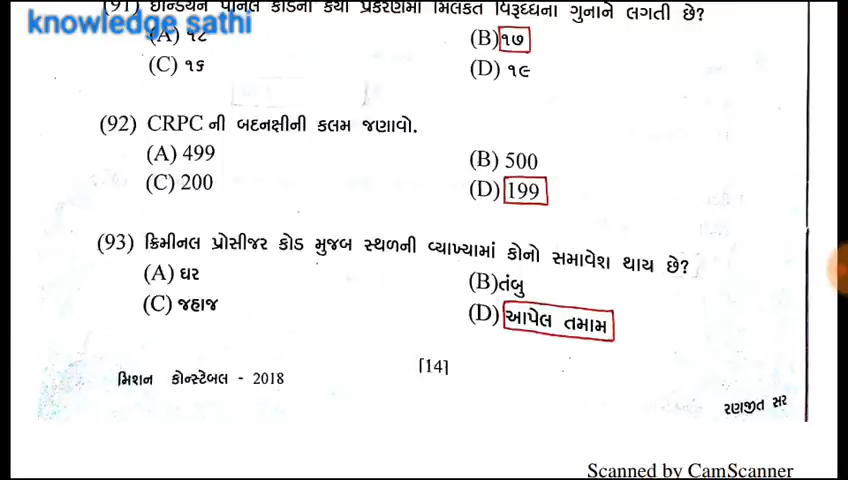 (91) ઇન્ડિયન પીનલ કોડના કયા પ્રકરણમાં મિલકત વિરૂધ્ધના ગુનાને લગતી છે?
knowledge sathi
(A) ૧૮ (B) ૧૭
(C) ૧૬ (D) ૧૯
(92) CRPC ની બદનક્ષીની કલમ જણાવો.
(A) 499 (B) 500
(C) 200 (D) 199
(93) ક્રિમીનલ પ્રોસીજર કોડ મુજબ સ્થળની વ્યાખ્યામાં કોનો સમાવેશ થાય છે?
(A) ઘર (B) તંબુ
(C) જહાજ (D) આપેલ તમામ
મિશન કોન્સ્ટેબલ - 2018 [14] રણજીત સર
Scanned by CamScanner